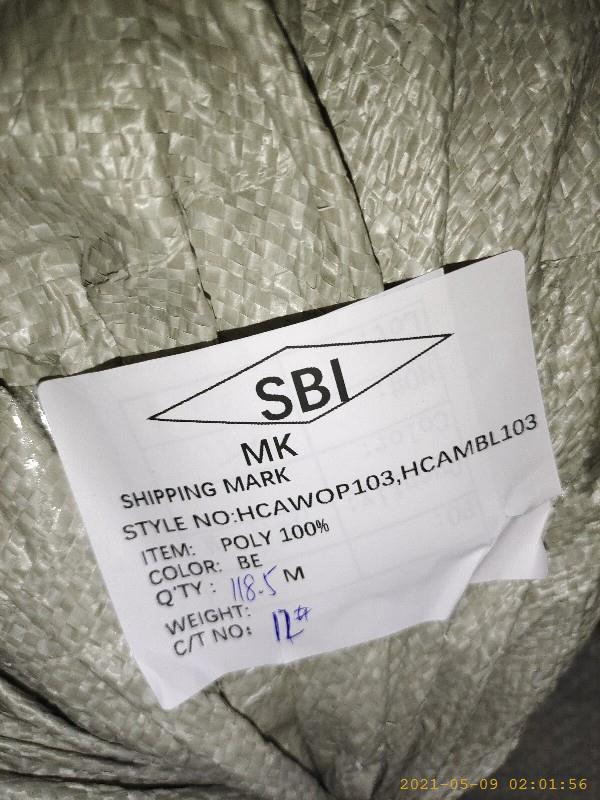 SBI
MK
SHIPPING MARK
STYLE NO:HCAWOP103,HCAMBL103
ITEM: POLY 100%
COLOR: BE
Q'TY : 118.5 M
WEIGHT:
C/T NO: 12#
2021-05-09 02:01:56